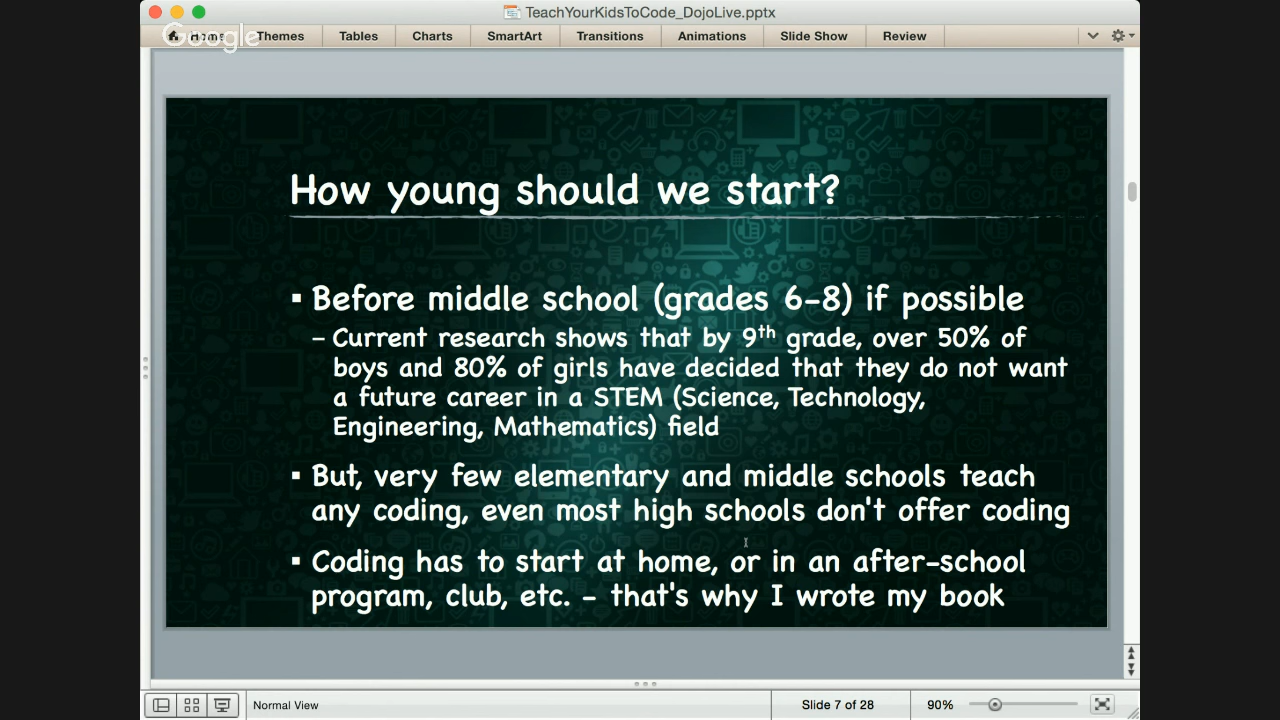 TeachYourKidsToCode_DojoLive.pptx
Google
Home Themes Tables Charts SmartArt Transitions Animations Slide Show Review
How young should we start?
▪ Before middle school (grades 6-8) if possible
– Current research shows that by 9th grade, over 50% of
boys and 80% of girls have decided that they do not want
a future career in a STEM (Science, Technology,
Engineering, Mathematics) field
▪ But, very few elementary and middle schools teach
any coding, even most high schools don't offer coding
▪ Coding has to start at home, or in an after-school
program, club, etc. - that's why I wrote my book
Normal View Slide 7 of 28 90%